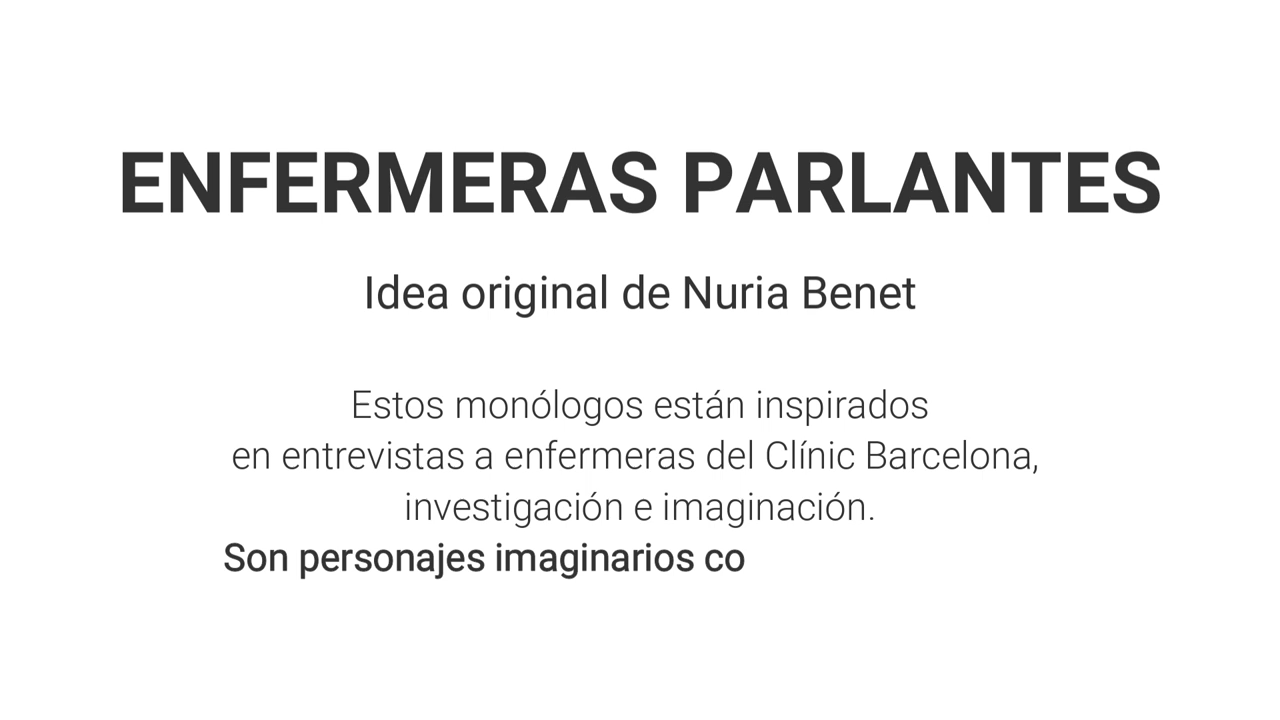 ENFERMERAS PARLANTES
Idea original de Nuria Benet
Estos monólogos están inspirados
en entrevistas a enfermeras del Clínic Barcelona,
investigación e imaginación.
Son personajes imaginarios co